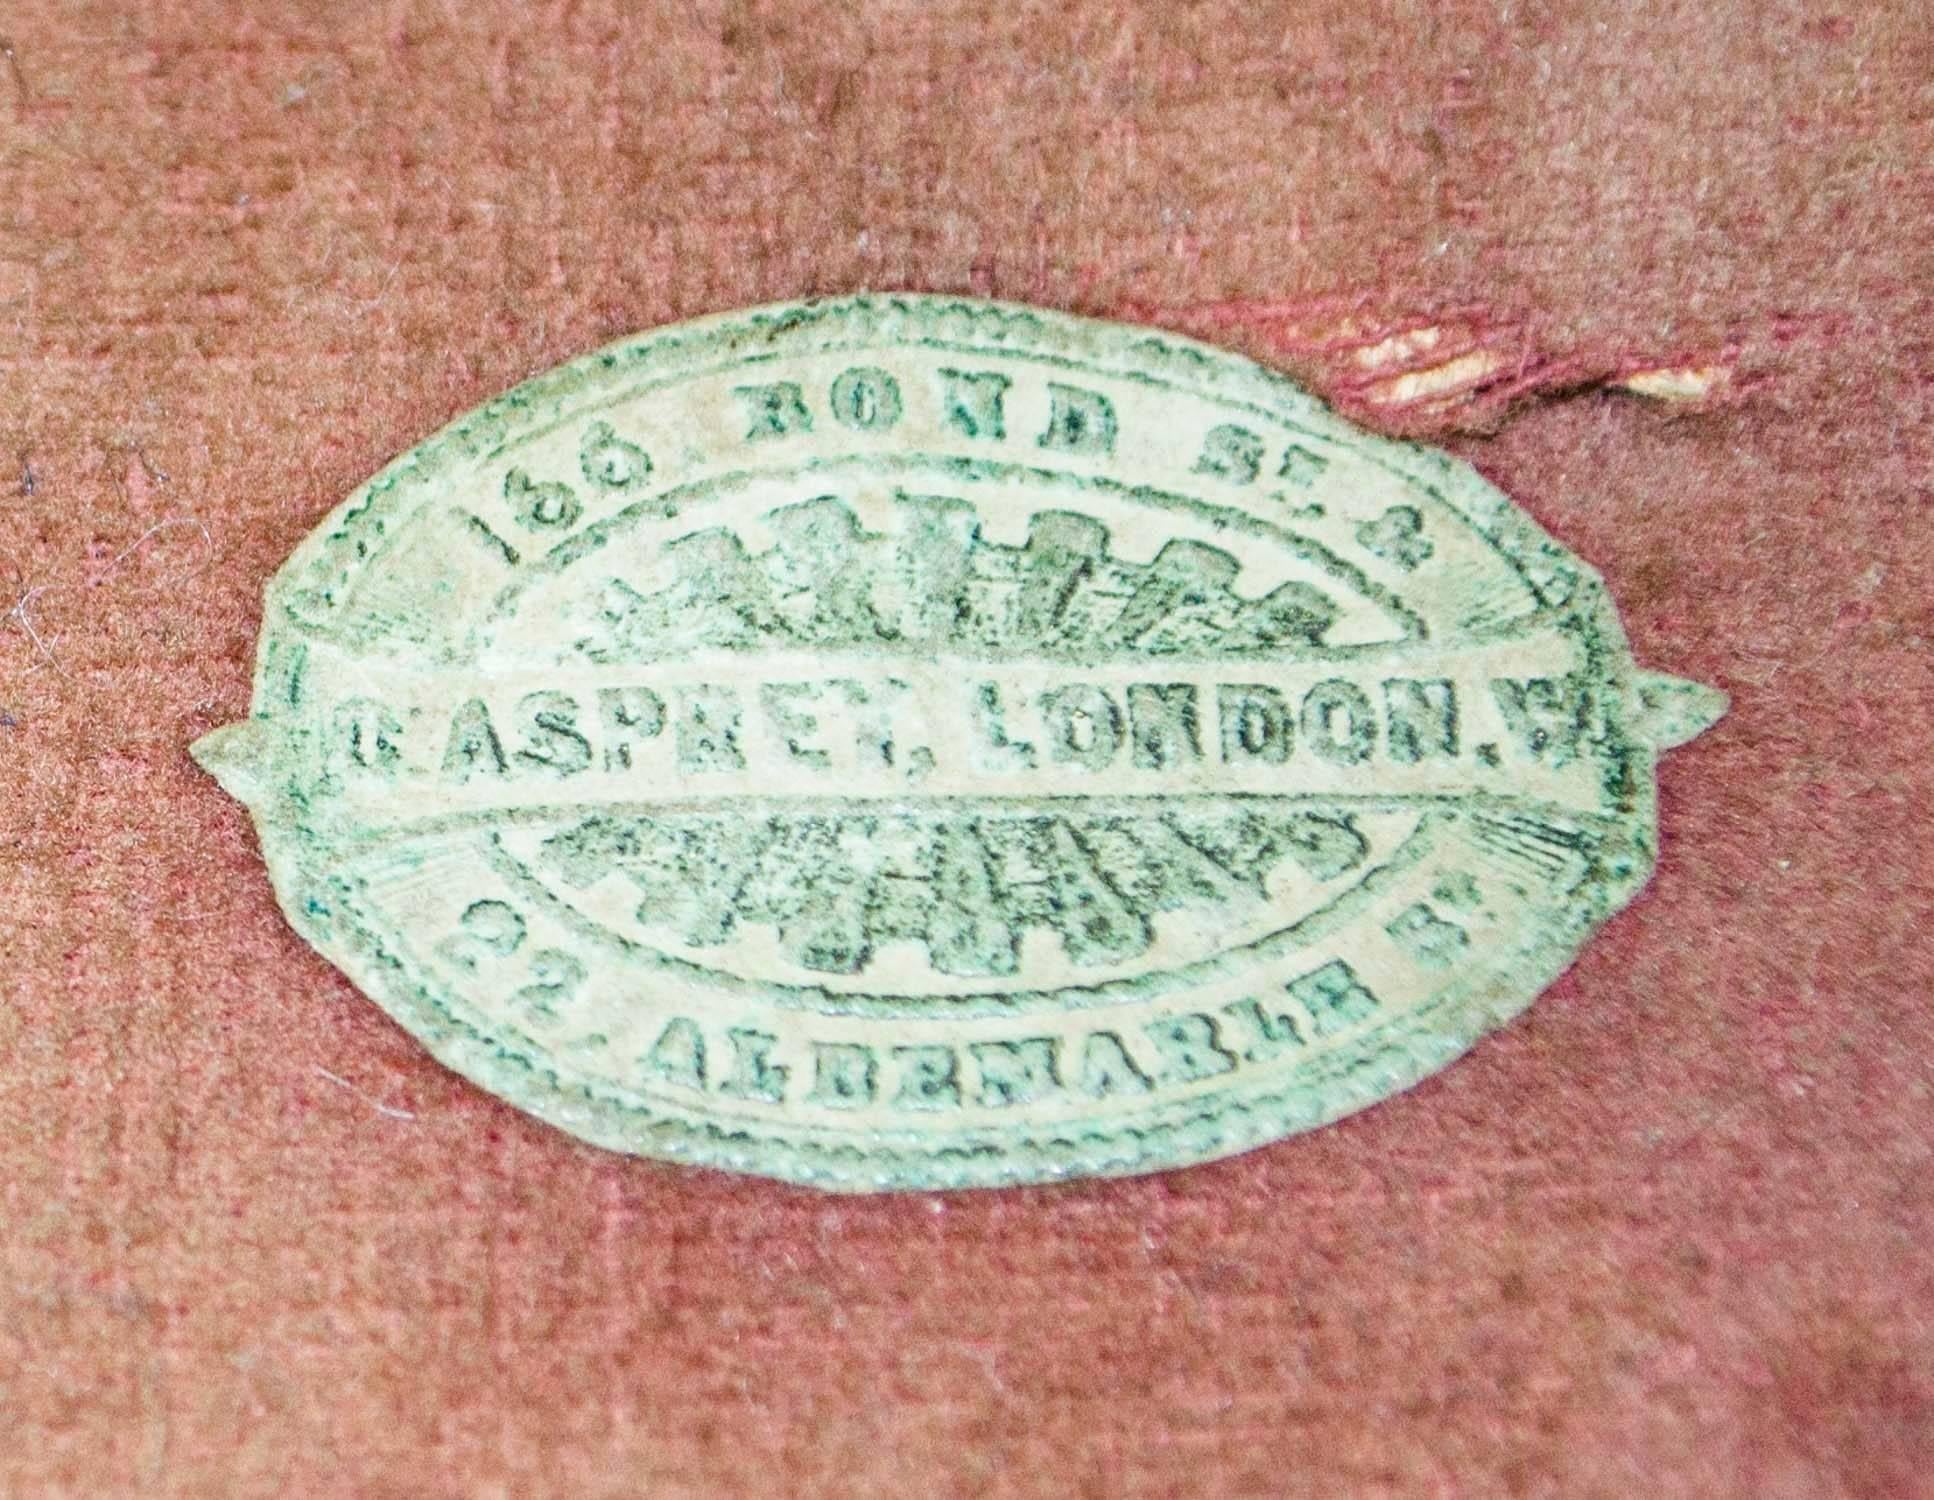 166 BOND ST. &
C. ASPREY, LONDON. W.
22, ALBEMARLE ST